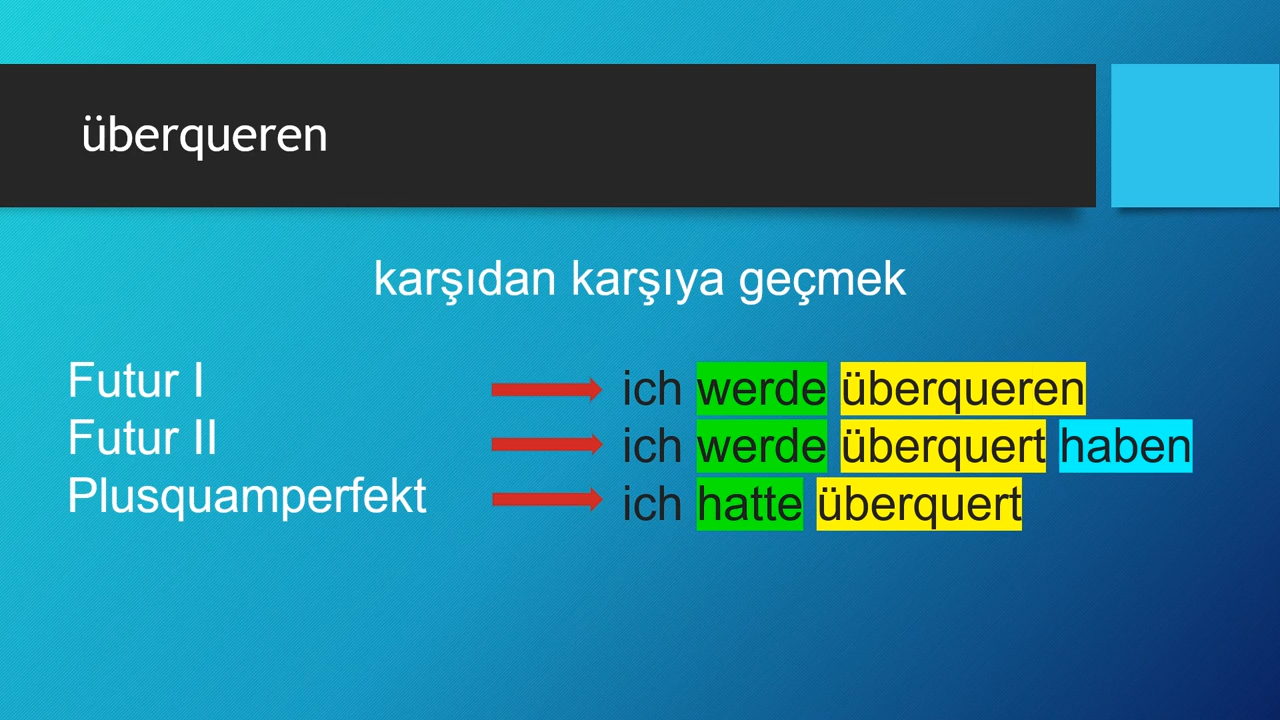 überqueren
karşıdan karşıya geçmek
Futur I ich werde überqueren
Futur II ich werde überquert haben
Plusquamperfekt ich hatte überquert